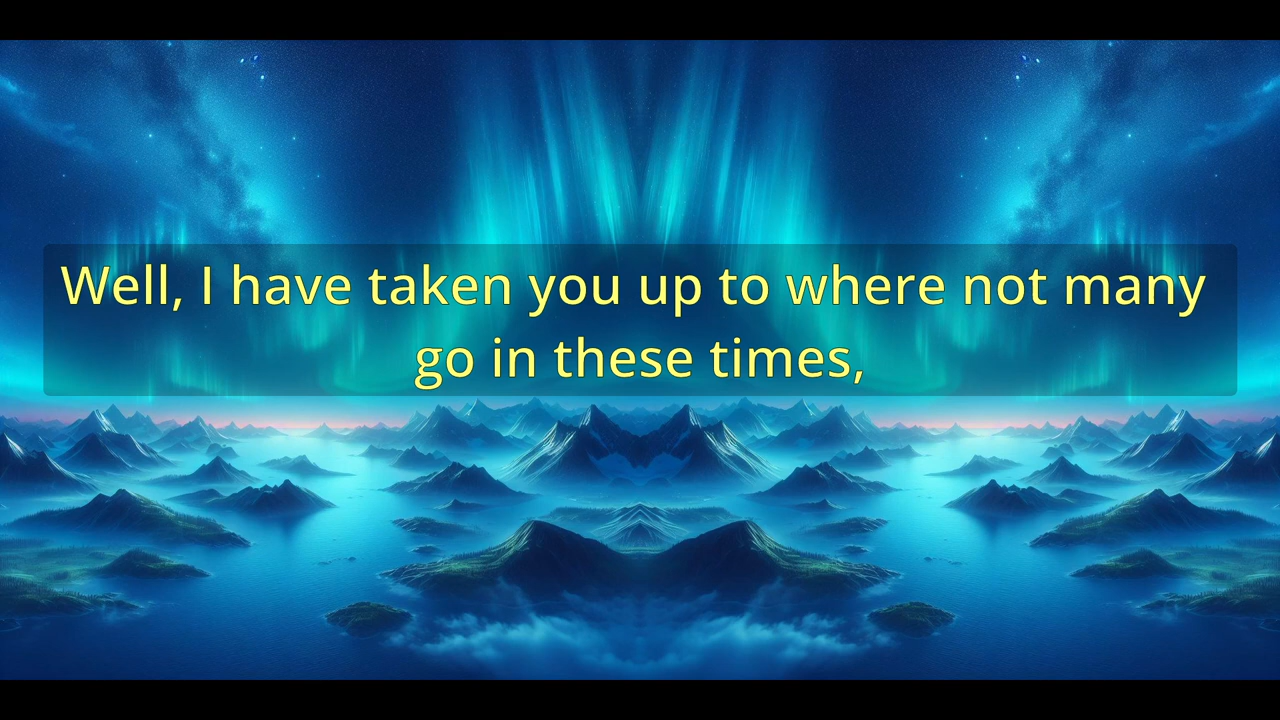 Well, I have taken you up to where not many
go in these times,